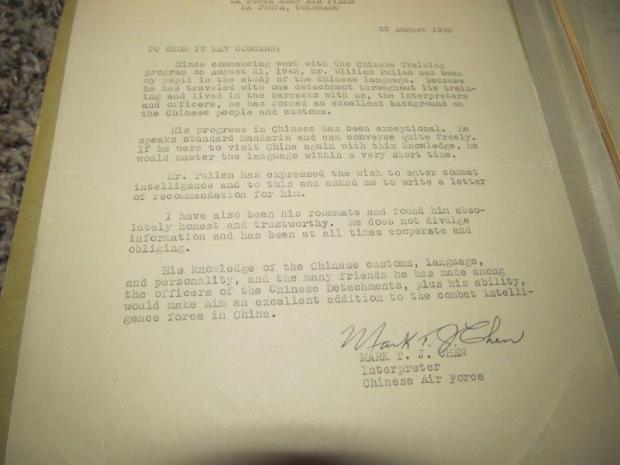 LA JUNTA ARMY AIR FIELD
LA JUNTA, COLORADO
August
TO WHOM IT MAY CONCERN:
Since commencing work with the Chinese Training
program on August 21, 1942, Mr. William Pullen has been
my pupil in the study of the Chinese language. Because
he has traveled with one detachment throughout its train-
ing and lived in the barracks with us, the interpreters
and officers, he has formed an excellent background on
the Chinese people and customs.
His progress in Chinese has been exceptional. He
speaks standard Mandarin and can converse quite freely.
If he were to visit China again with this knowledge, he
would master the language within a very short time.
Mr. Pullen has expressed the wish to enter combat
intelligence and to this end asked me to write a letter
of recommendation for him.
I have also been his roommate and found him abso-
lutely honest and trustworthy. He does not divulge
information and has been at all times cooperate and
obliging.
His knowledge of the Chinese customs, language,
and personality, and the many friends he has made among
the officers of the Chinese Detachments, plus his ability,
would make him an excellent addition to the combat intelli-
gence force in China.
Mark T. J. Chen
MARK T. J. CHEN
Interpreter
Chinese Air Force